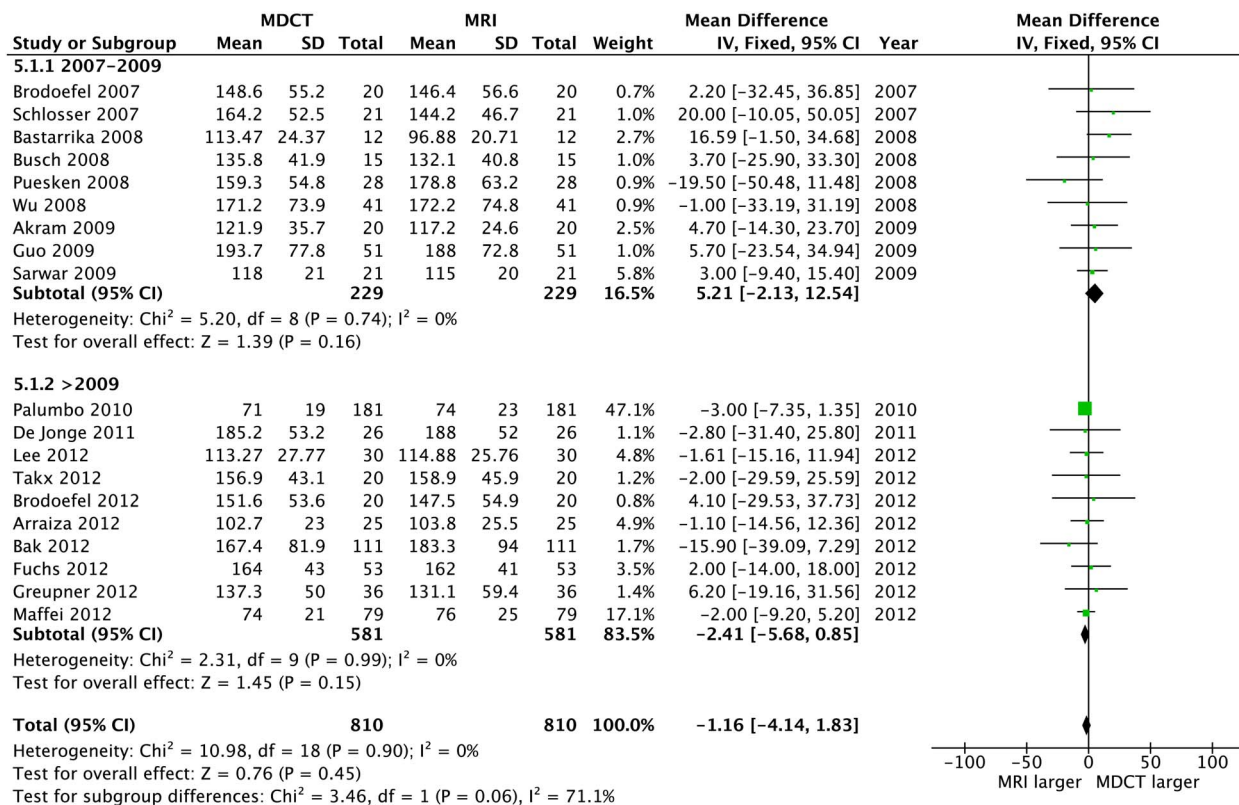 MDCT MRI Mean Difference Mean Difference
Study or Subgroup Mean SD Total Mean SD Total Weight IV, Fixed, 95% CI Year IV, Fixed, 95% CI
5.1.1 2007–2009
Brodoefel 2007 148.6 55.2 20 146.4 56.6 20 0.7% 2.20 [−32.45, 36.85] 2007
Schlosser 2007 164.2 52.5 21 144.2 46.7 21 1.0% 20.00 [−10.05, 50.05] 2007
Bastarrika 2008 113.47 24.37 12 96.88 20.71 12 2.7% 16.59 [−1.50, 34.68] 2008
Busch 2008 135.8 41.9 15 132.1 40.8 15 1.0% 3.70 [−25.90, 33.30] 2008
Puesken 2008 159.3 54.8 28 178.8 63.2 28 0.9% −19.50 [−50.48, 11.48] 2008
Wu 2008 171.2 73.9 41 172.2 74.8 41 0.9% −1.00 [−33.19, 31.19] 2008
Akram 2009 121.9 35.7 20 117.2 24.6 20 2.4% 4.70 [−14.30, 23.70] 2009
Guo 2009 193.7 77.8 51 188 72.8 51 1.0% 5.70 [−23.54, 34.94] 2009
Sarwar 2009 118 21 21 115 20 21 5.8% 3.00 [−9.40, 15.40] 2009
Subtotal (95% CI) 229 229 16.5% 5.21 [−2.13, 12.54]
Heterogeneity: Chi² = 5.20, df = 8 (P = 0.74); I² = 0%
Test for overall effect: Z = 1.39 (P = 0.16)
5.1.2 >2009
Palumbo 2010 71 19 181 74 23 181 47.1% −3.00 [−7.35, 1.35] 2010
De Jonge 2011 185.2 53.2 26 188 52 26 1.1% −2.80 [−31.40, 25.80] 2011
Lee 2012 113.27 27.77 30 114.88 25.76 30 4.8% −1.61 [−15.16, 11.94] 2012
Takx 2012 156.9 43.1 20 158.9 45.9 20 1.2% −2.00 [−29.59, 25.59] 2012
Brodoefel 2012 151.6 53.6 20 147.5 54.9 20 0.8% 4.10 [−29.53, 37.73] 2012
Arraiza 2012 102.7 23 25 103.8 25.5 25 4.9% −1.10 [−14.56, 12.36] 2012
Bak 2012 167.4 81.9 111 183.3 94 111 1.7% −15.90 [−39.09, 7.29] 2012
Fuchs 2012 164 43 53 162 41 53 3.5% 2.00 [−14.00, 18.00] 2012
Greupner 2012 137.3 50 36 131.1 59.4 36 1.4% 6.20 [−19.16, 31.56] 2012
Maffei 2012 74 21 79 76 25 79 17.1% −2.00 [−9.20, 5.20] 2012
Subtotal (95% CI) 581 581 83.5% −2.41 [−5.68, 0.85]
Heterogeneity: Chi² = 2.31, df = 9 (P = 0.99); I² = 0%
Test for overall effect: Z = 1.45 (P = 0.15)
Total (95% CI) 810 810 100.0% −1.16 [−4.14, 1.83]
Heterogeneity: Chi² = 10.98, df = 18 (P = 0.90); I² = 0%
Test for overall effect: Z = 0.76 (P = 0.45)
Test for subgroup differences: Chi² = 3.46, df = 1 (P = 0.06), I² = 71.1%
−100 −50 0 50 100
MRI larger MDCT larger